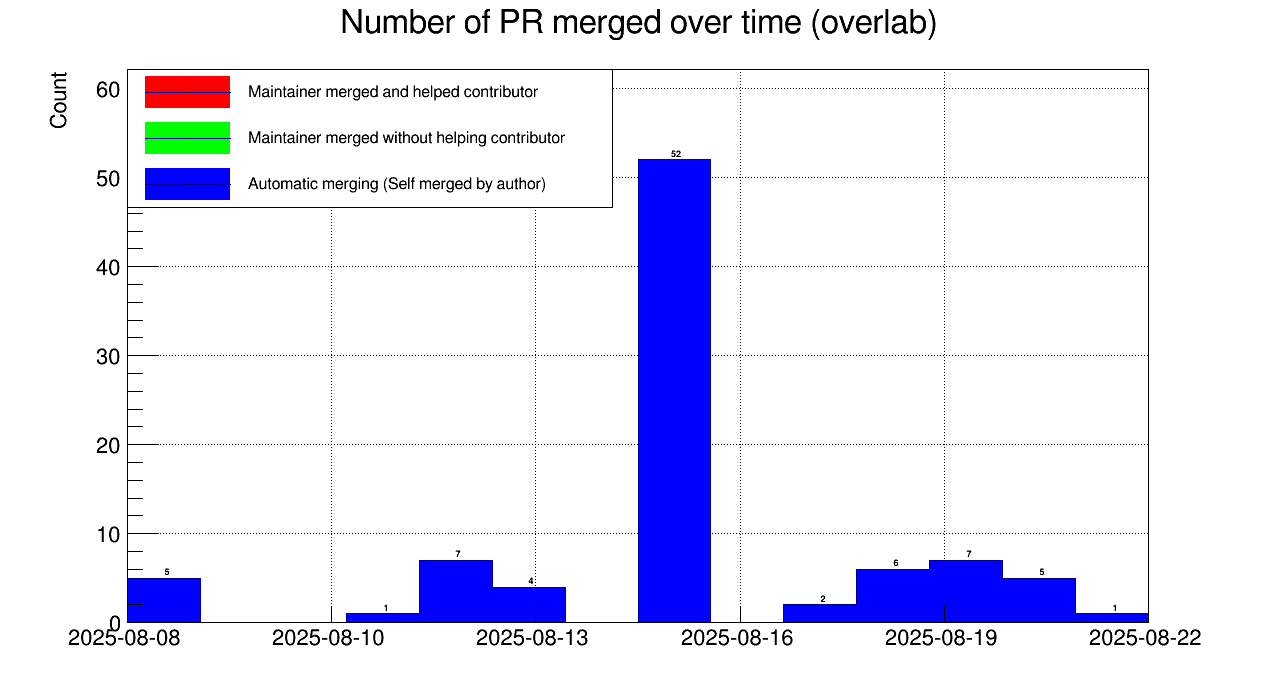 Number of PR merged over time (overlab)
Count
60
50
40
30
20
10
0
Maintainer merged and helped contributor
Maintainer merged without helping contributor
Automatic merging (Self merged by author)
5
1
7
4
52
2
6
7
5
1
2025-08-08 2025-08-10 2025-08-13 2025-08-16 2025-08-19 2025-08-22